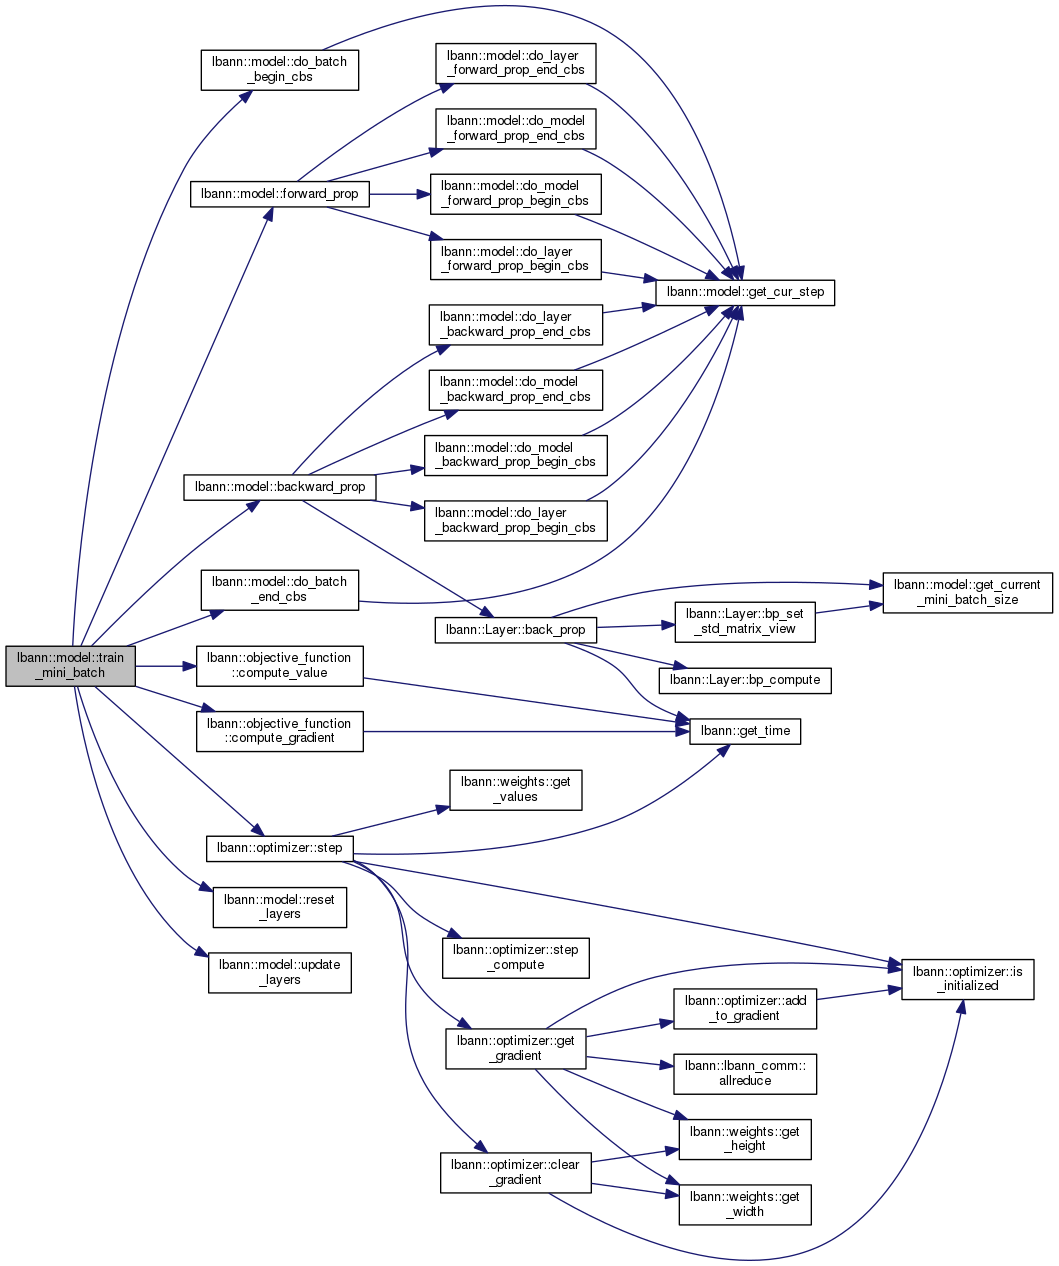 lbann::model::do_batch
_begin_cbs
lbann::model::do_layer
_forward_prop_end_cbs
lbann::model::do_model
_forward_prop_end_cbs
lbann::model::forward_prop
lbann::model::do_model
_forward_prop_begin_cbs
lbann::model::do_layer
_forward_prop_begin_cbs
lbann::model::get_cur_step
lbann::model::do_layer
_backward_prop_end_cbs
lbann::model::do_model
_backward_prop_end_cbs
lbann::model::do_model
_backward_prop_begin_cbs
lbann::model::backward_prop
lbann::model::do_layer
_backward_prop_begin_cbs
lbann::model::do_batch
_end_cbs
lbann::model::get_current
_mini_batch_size
lbann::Layer::back_prop
lbann::Layer::bp_set
_std_matrix_view
lbann::model::train
_mini_batch
lbann::objective_function
::compute_value
lbann::Layer::bp_compute
lbann::objective_function
::compute_gradient
lbann::get_time
lbann::weights::get
_values
lbann::optimizer::step
lbann::model::reset
_layers
lbann::optimizer::step
_compute
lbann::model::update
_layers
lbann::optimizer::is
_initialized
lbann::optimizer::add
_to_gradient
lbann::optimizer::get
_gradient
lbann::lbann_comm::
allreduce
lbann::weights::get
_height
lbann::optimizer::clear
_gradient
lbann::weights::get
_width